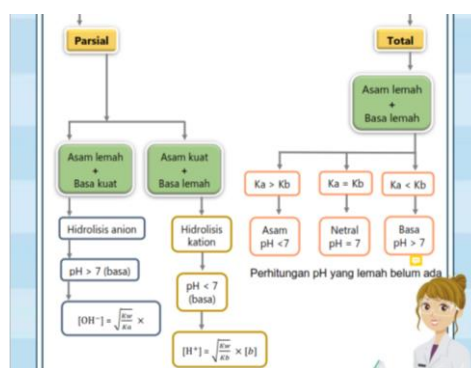 Parsial
Total
Asam lemah
+
Basa lemah
Asam lemah
+
Basa kuat
Asam kuat
+
Basa lemah
Ka > Kb
Ka = Kb
Ka < Kb
Hidrolisis anion
Hidrolisis
kation
Asam
pH <7
Netral
pH = 7
Basa
pH > 7
pH > 7 (basa)
pH < 7
(basa)
Perhitungan pH yang lemah belum ada
[OH⁻] = √(Kw/Ka) ×
[H⁺] = √(Kw/Kb) × [b]